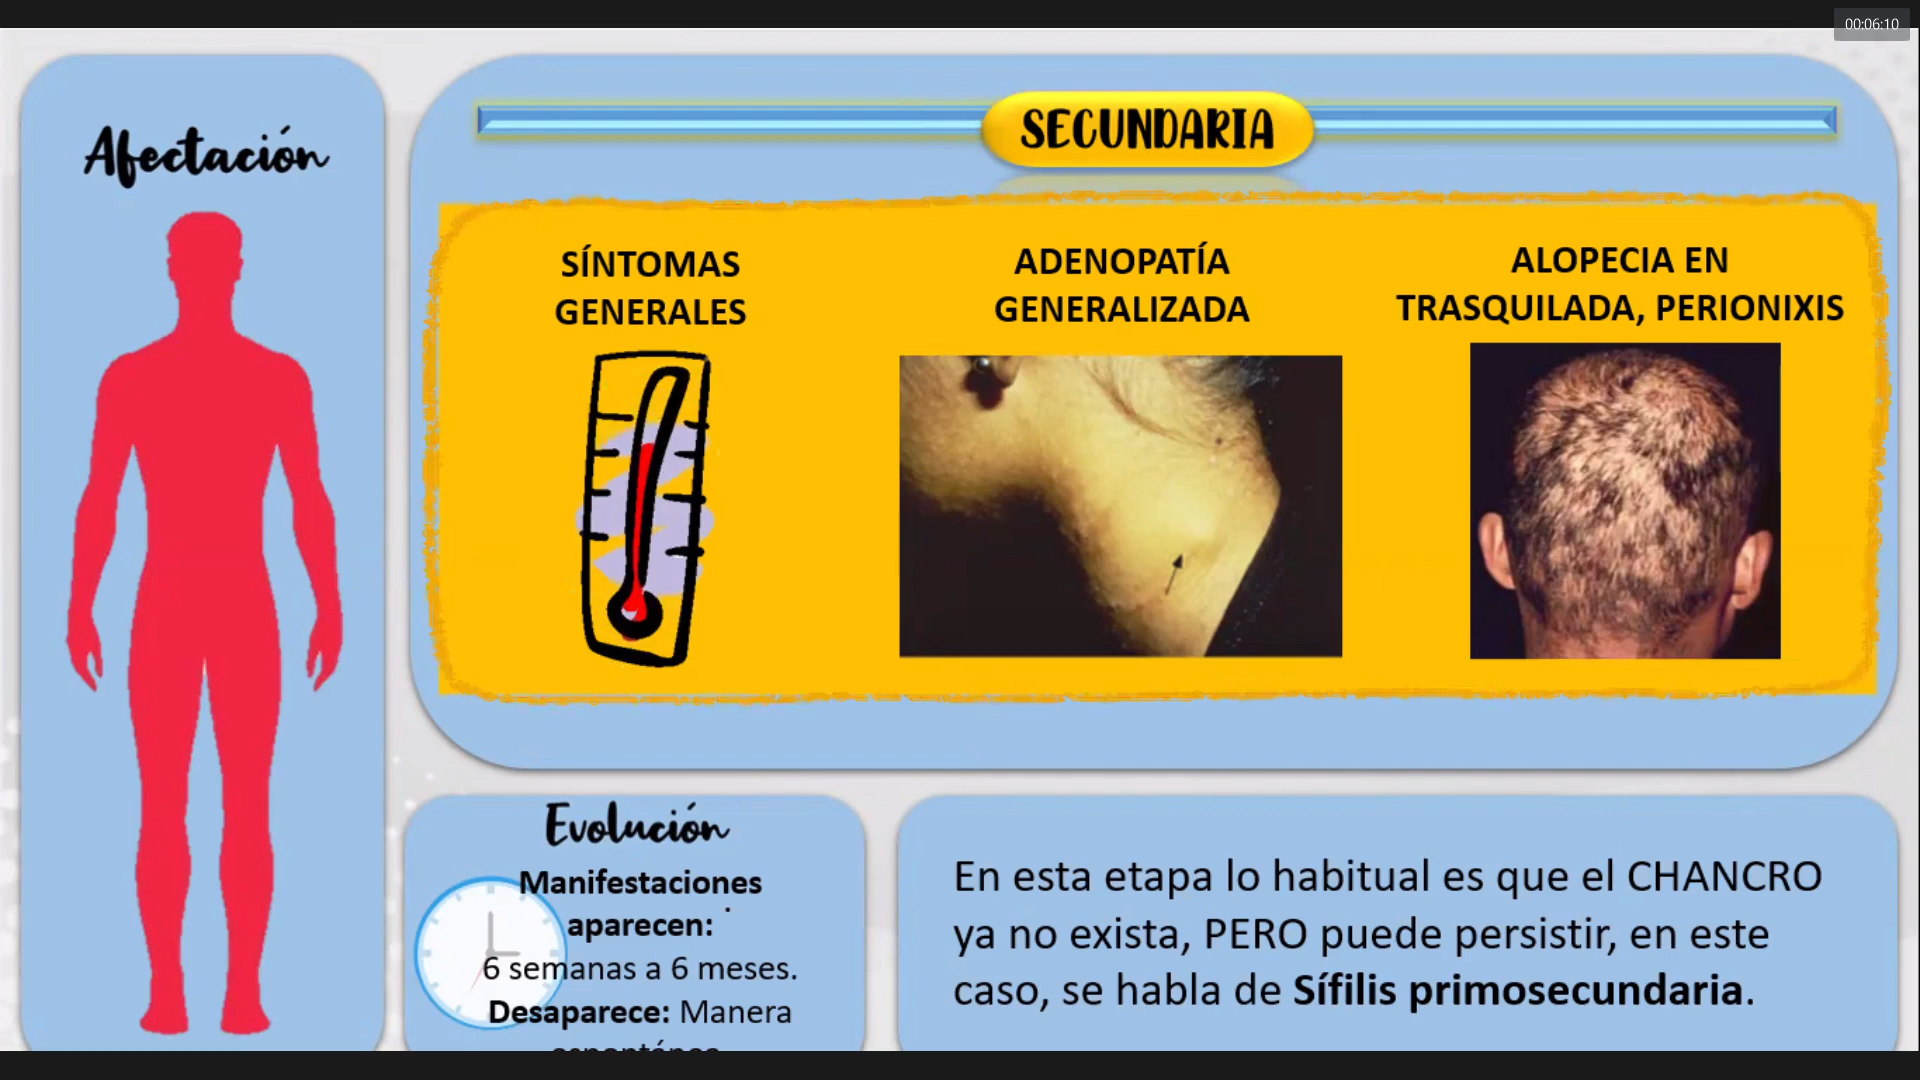 00:06:10
Afectación
SECUNDARIA
SÍNTOMAS
GENERALES
ADENOPATÍA
GENERALIZADA
ALOPECIA EN
TRASQUILADA, PERIONIXIS
Evolución
Manifestaciones
aparecen:
6 semanas a 6 meses.
Desaparece: Manera
En esta etapa lo habitual es que el CHANCRO
ya no exista, PERO puede persistir, en este
caso, se habla de Sífilis primosecundaria.